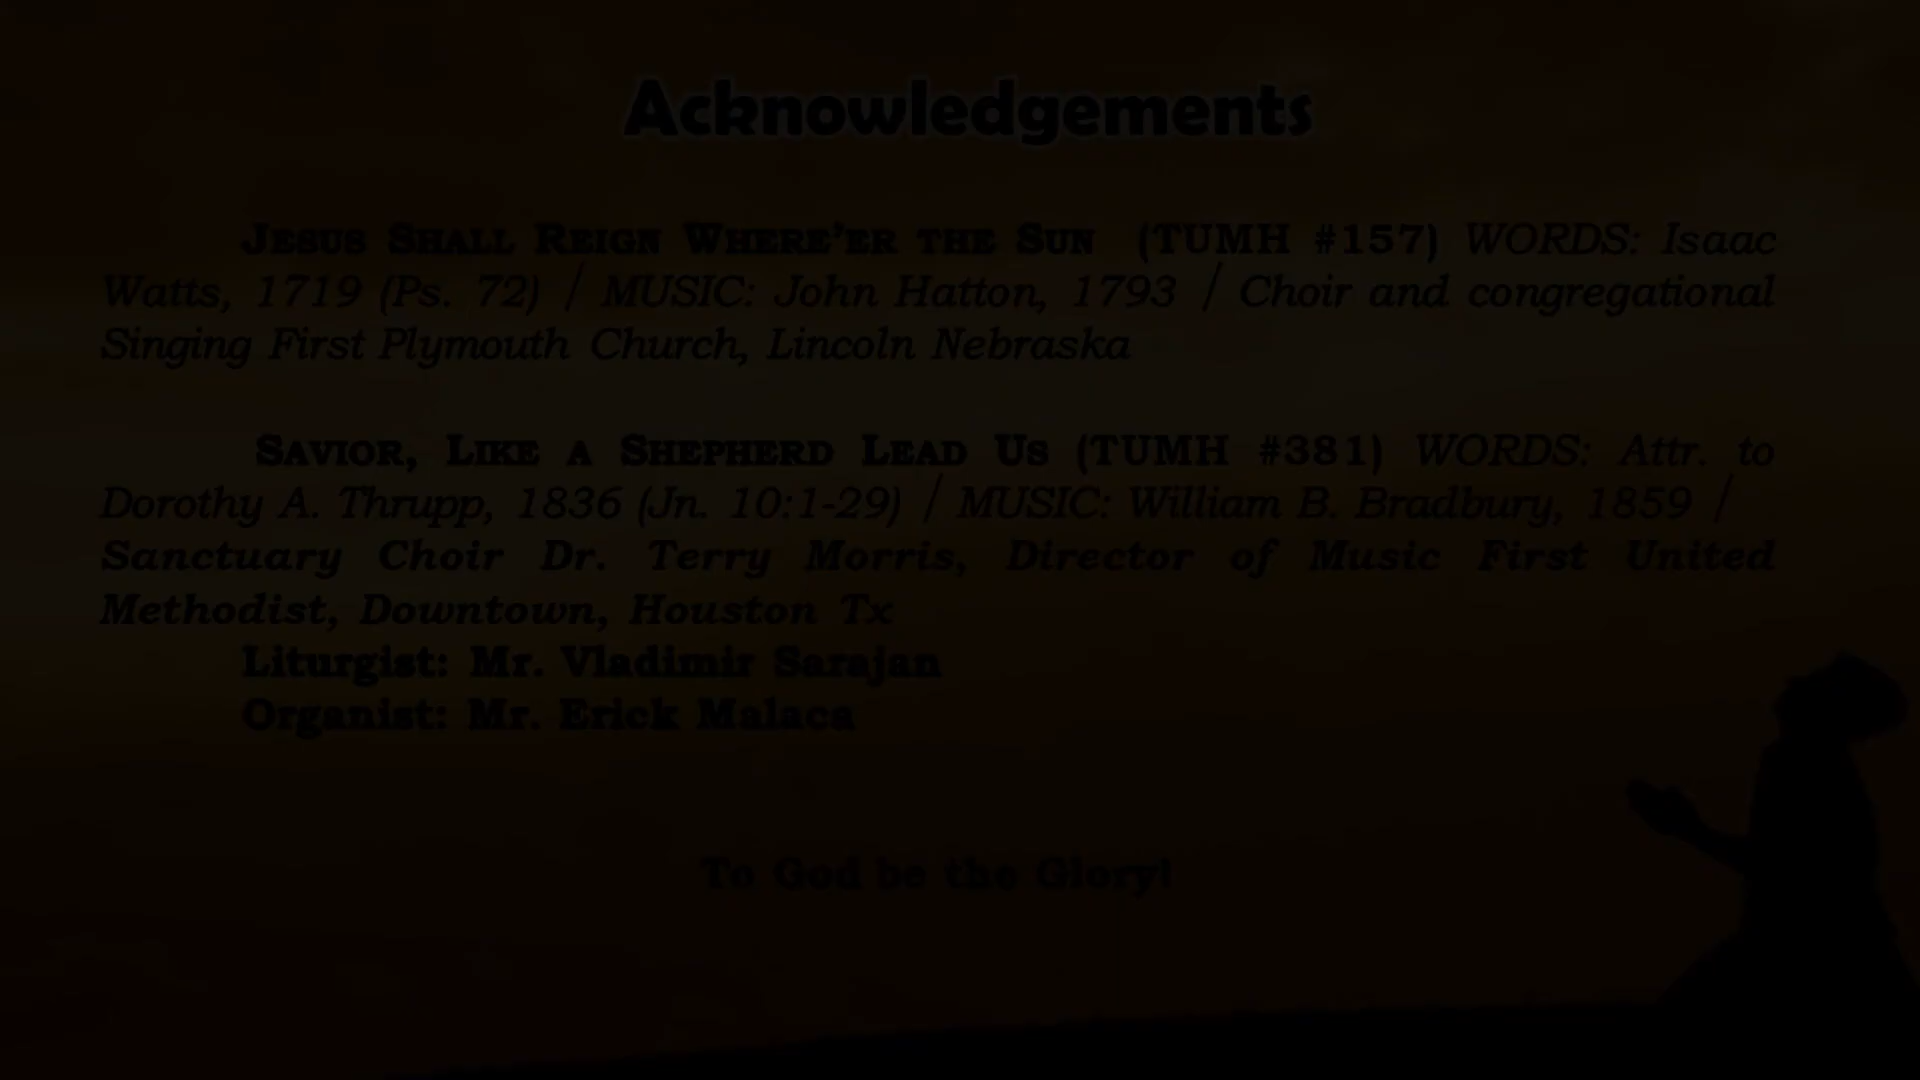 Acknowledgements
JESUS SHALL REIGN WHERE'ER THE SUN (TUMH #157) WORDS: Isaac
Watts, 1719 (Ps. 72) / MUSIC: John Hatton, 1793 / Choir and congregational
Singing First Plymouth Church, Lincoln Nebraska
SAVIOR, LIKE A SHEPHERD LEAD US (TUMH #381) WORDS: Attr. to
Dorothy A. Thrupp, 1836 (Jn. 10:1-29) / MUSIC: William B. Bradbury, 1859 /
Sanctuary Choir Dr. Terry Morris, Director of Music First United
Methodist, Downtown, Houston Tx
Liturgist: Mr. Vladimir Sarajan
Organist: Mr. Erick Malaca
To God be the Glory!